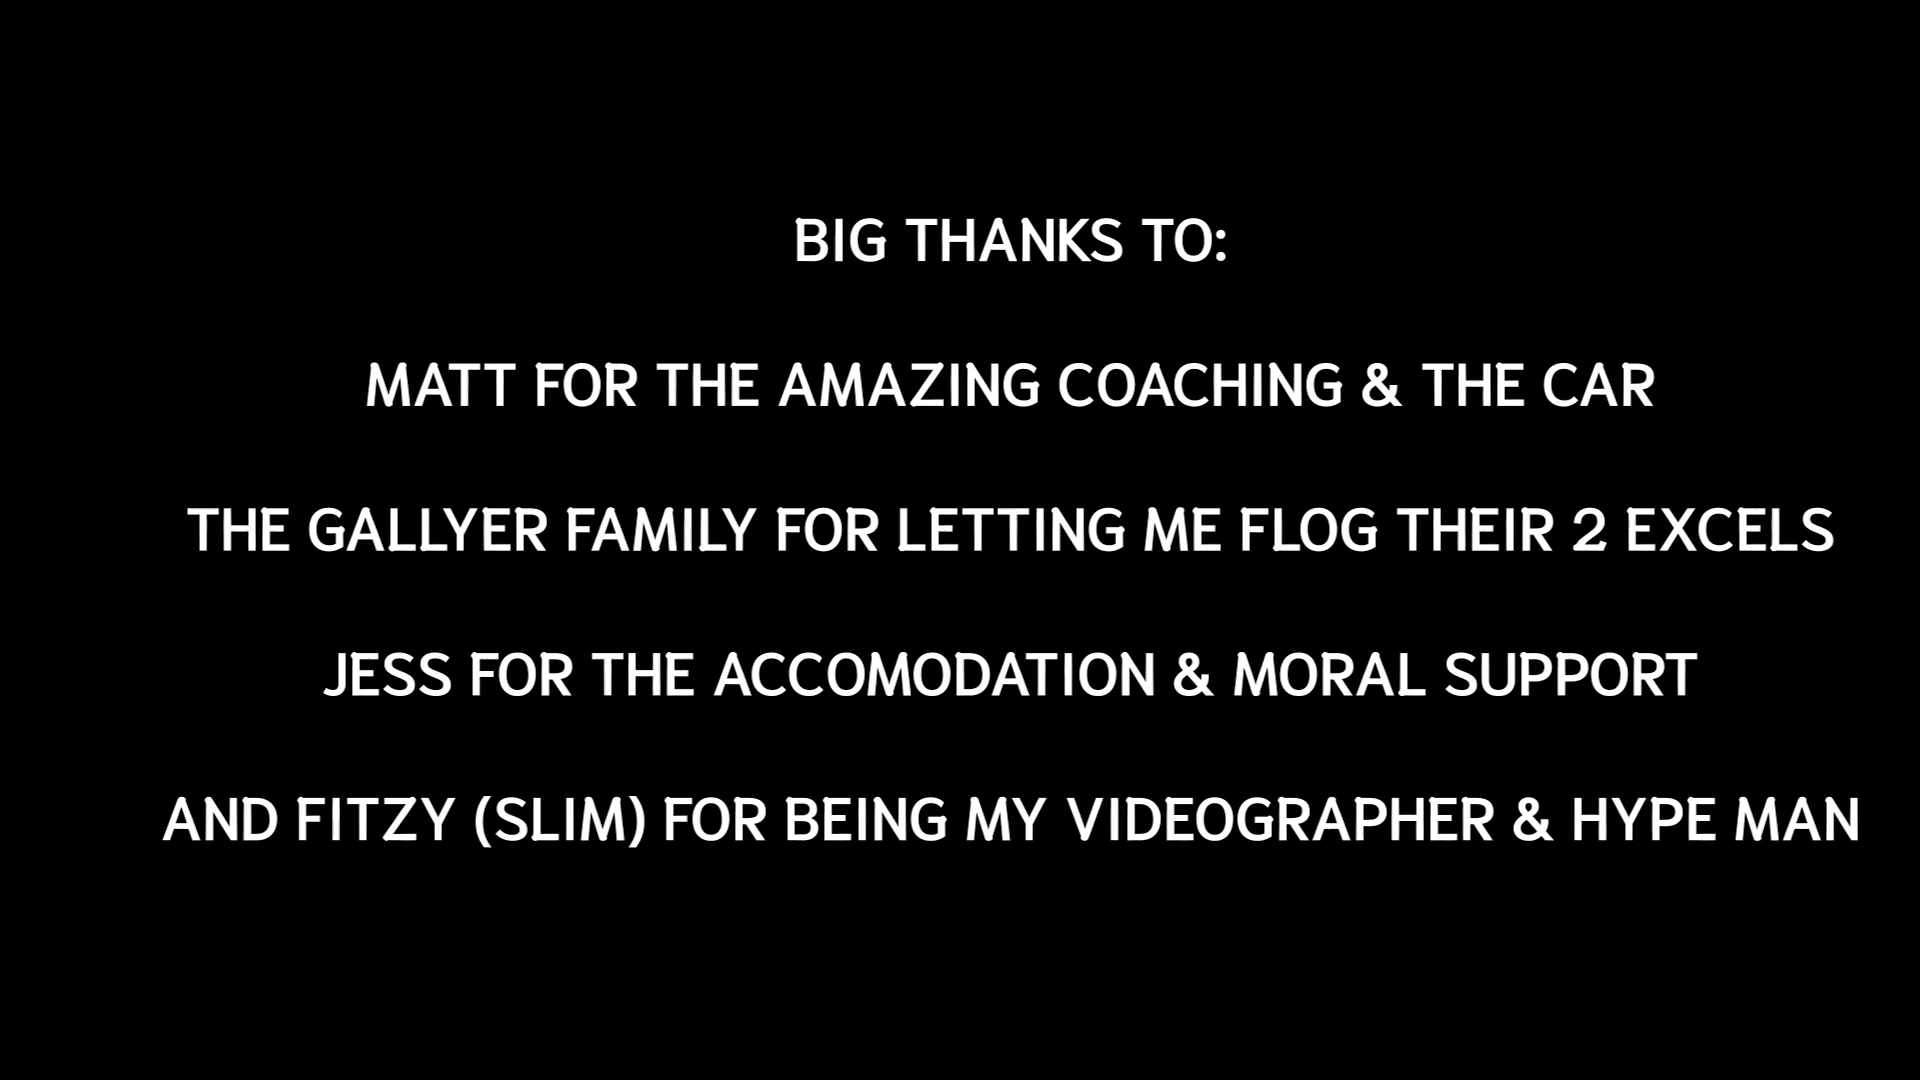 BIG THANKS TO:
MATT FOR THE AMAZING COACHING & THE CAR
THE GALLYER FAMILY FOR LETTING ME FLOG THEIR 2 EXCELS
JESS FOR THE ACCOMODATION & MORAL SUPPORT
AND FITZY (SLIM) FOR BEING MY VIDEOGRAPHER & HYPE MAN